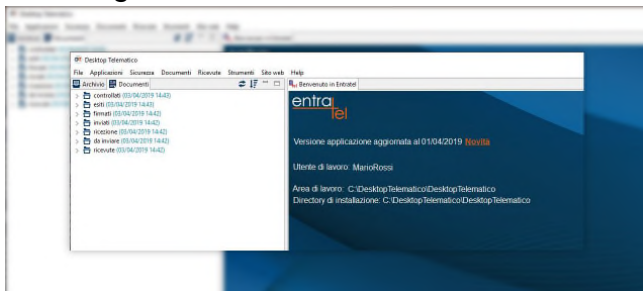 Desktop Telematico
File Applicazioni Sicurezza Documenti Ricevute Strumenti Sito web Help
Archivio Documenti
Benvenuto in Entratel
controllati (03/04/2019 14:43)
esiti (03/04/2019 14:43)
firmati (03/04/2019 14:42)
inviati (03/04/2019 14:42)
ricezione (03/04/2019 14:42)
da inviare (03/04/2019 14:42)
ricevute (03/04/2019 14:42)
entratel
Versione applicazione aggiornata al 01/04/2019 Novità
Utente di lavoro: MarioRossi
Area di lavoro: C:\DesktopTelematico\DesktopTelematico
Directory di installazione: C:\DesktopTelematico\DesktopTelematico